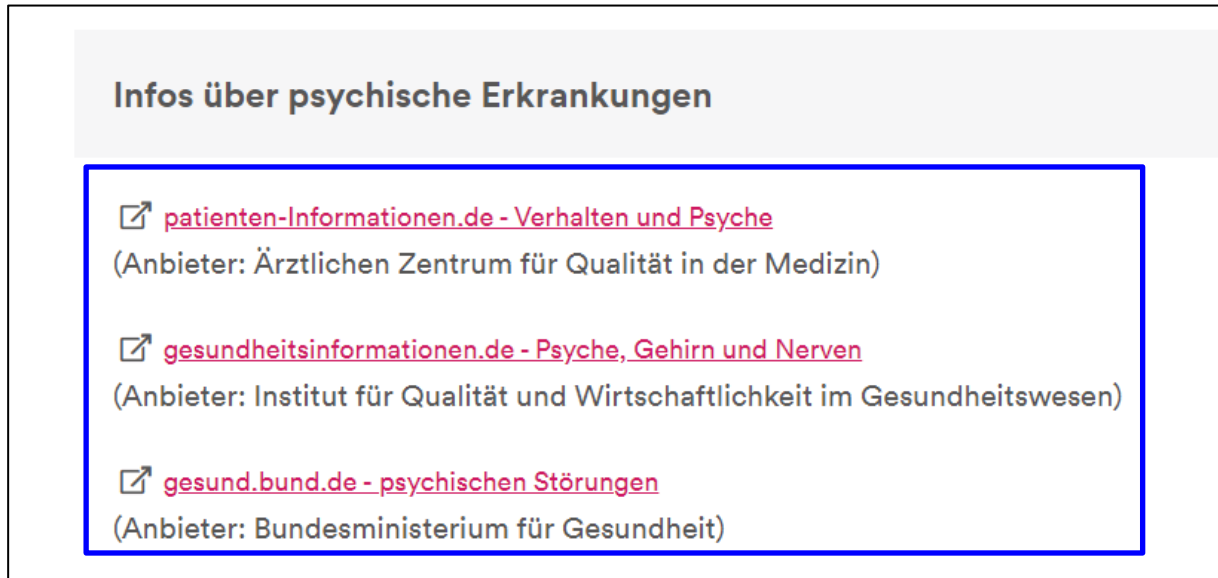 Infos über psychische Erkrankungen
patienten-Informationen.de - Verhalten und Psyche
(Anbieter: Ärztlichen Zentrum für Qualität in der Medizin)
gesundheitsinformationen.de - Psyche, Gehirn und Nerven
(Anbieter: Institut für Qualität und Wirtschaftlichkeit im Gesundheitswesen)
gesund.bund.de - psychischen Störungen
(Anbieter: Bundesministerium für Gesundheit)